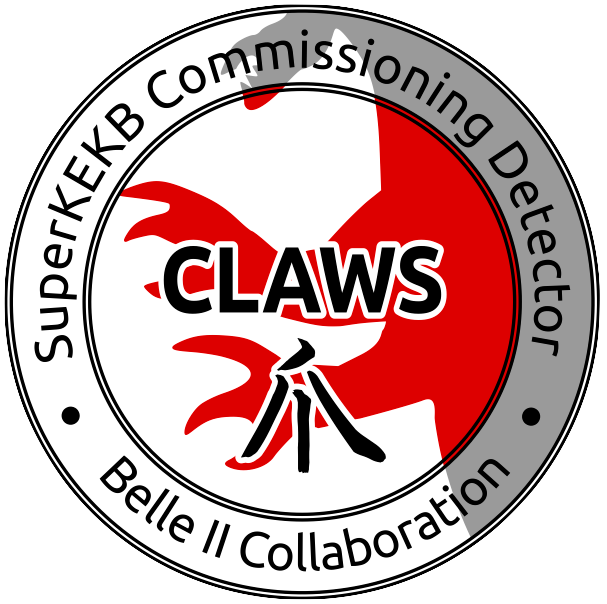 SuperKEKB Commissioning Detector
CLAWS
爪
Belle II Collaboration